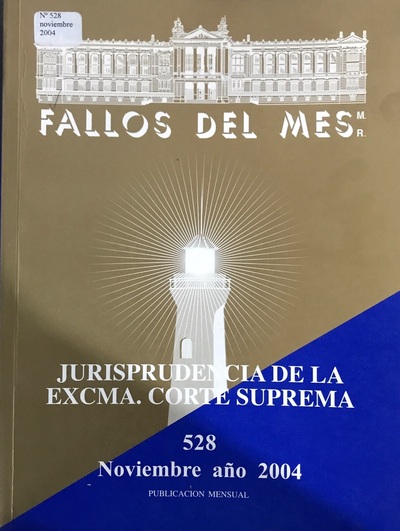 Nº 528
noviembre
2004
FALLOS DEL MES M.
R.
JURISPRUDENCIA DE LA
EXCMA. CORTE SUPREMA
528
Noviembre año 2004
PUBLICACION MENSUAL